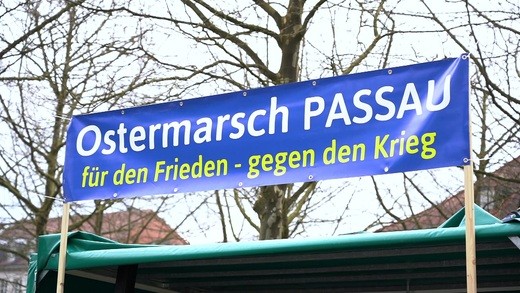 Ostermarsch PASSAU
für den Frieden - gegen den Krieg